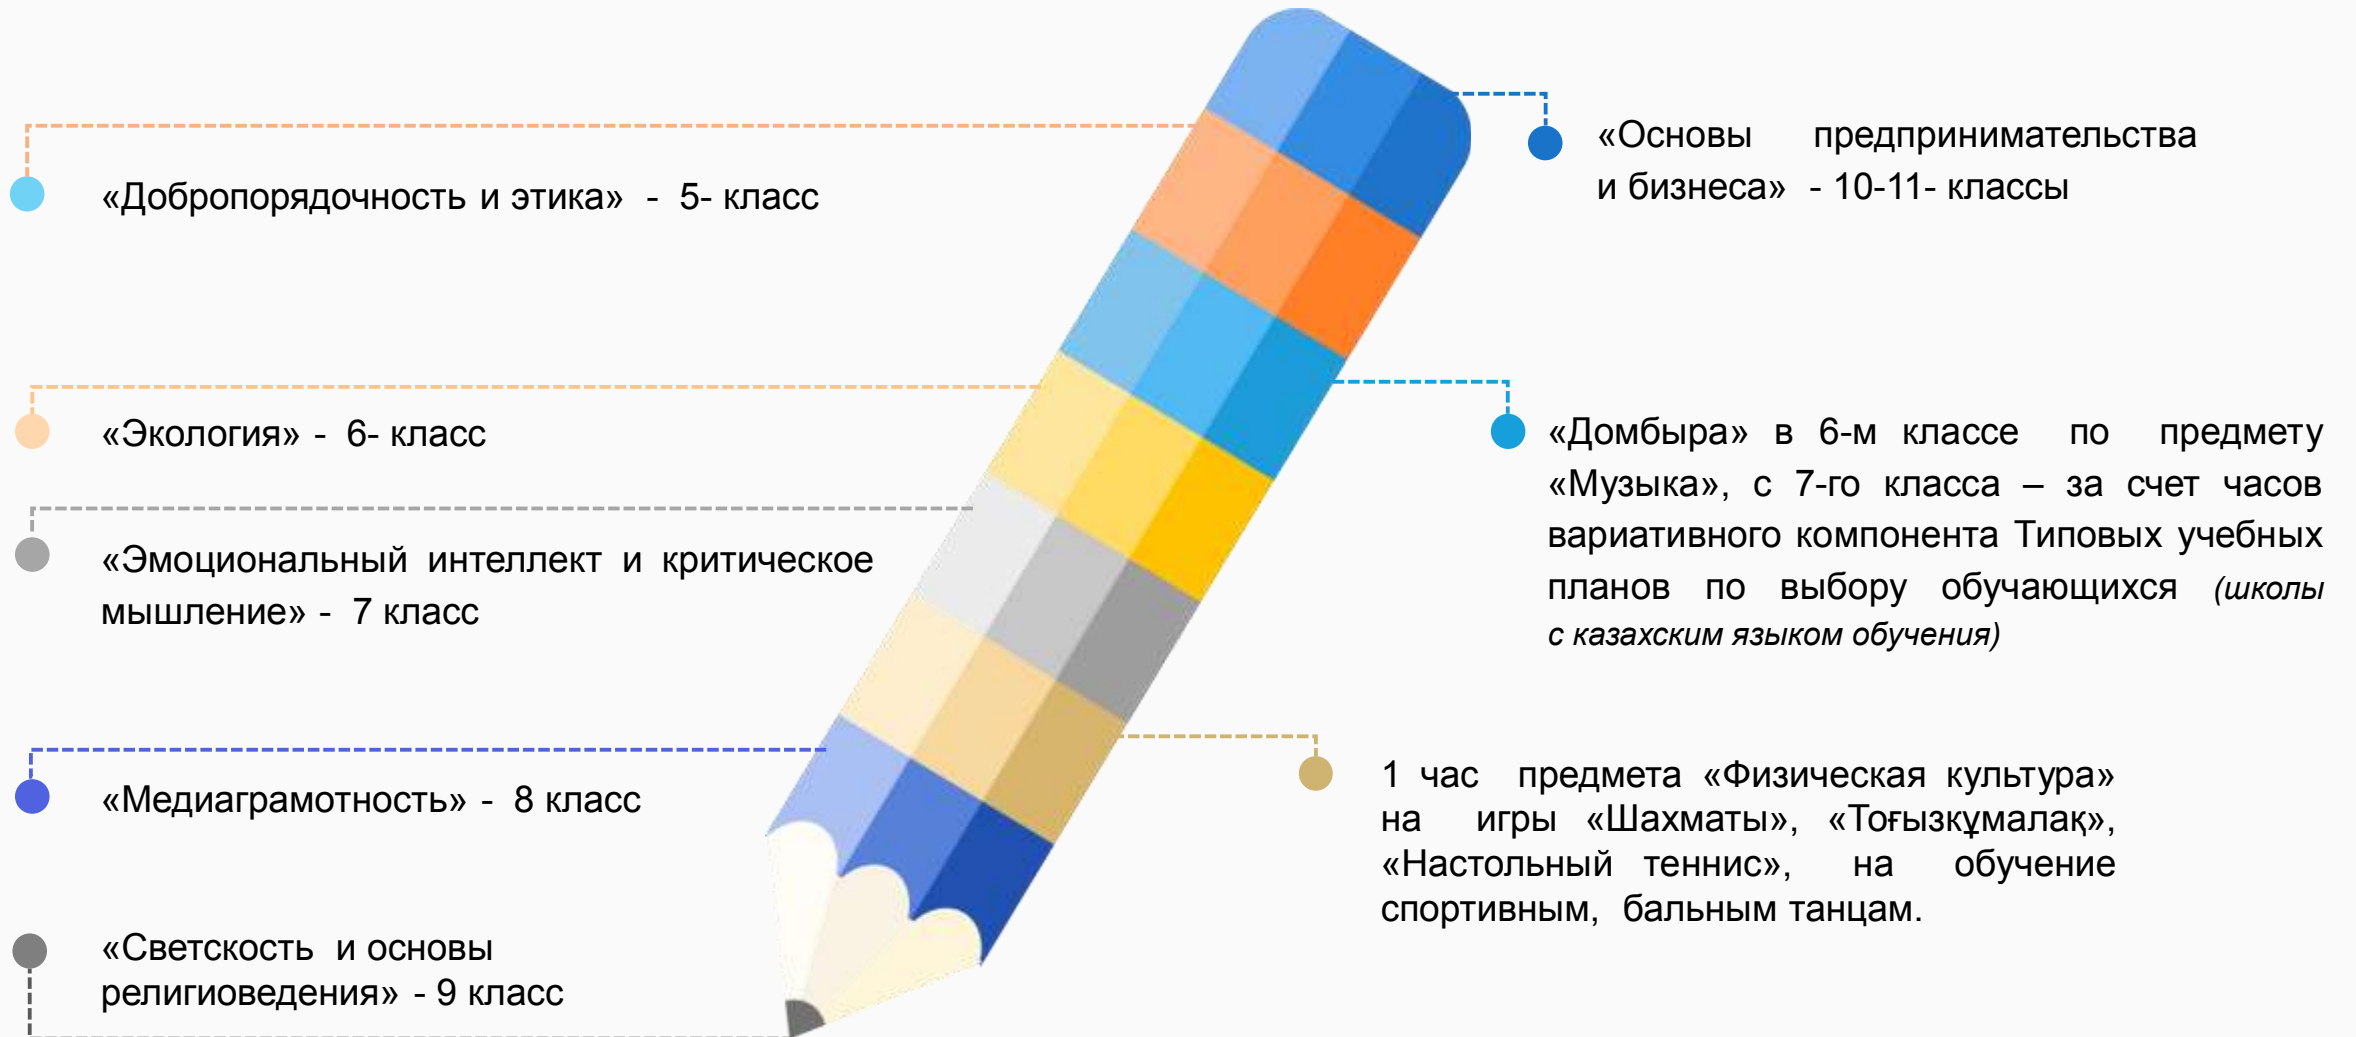 «Добропорядочность и этика» - 5- класс
«Экология» - 6- класс
«Эмоциональный интеллект и критическое
мышление» - 7 класс
«Медиаграмотность» - 8 класс
«Светскость и основы
религиоведения» - 9 класс
«Основы предпринимательства
и бизнеса» - 10-11- классы
«Домбыра» в 6-м классе по предмету
«Музыка», с 7-го класса – за счет часов
вариативного компонента Типовых учебных
планов по выбору обучающихся (школы
с казахским языком обучения)
1 час предмета «Физическая культура»
на игры «Шахматы», «Тоғызкұмалақ»,
«Настольный теннис», на обучение
спортивным, бальным танцам.